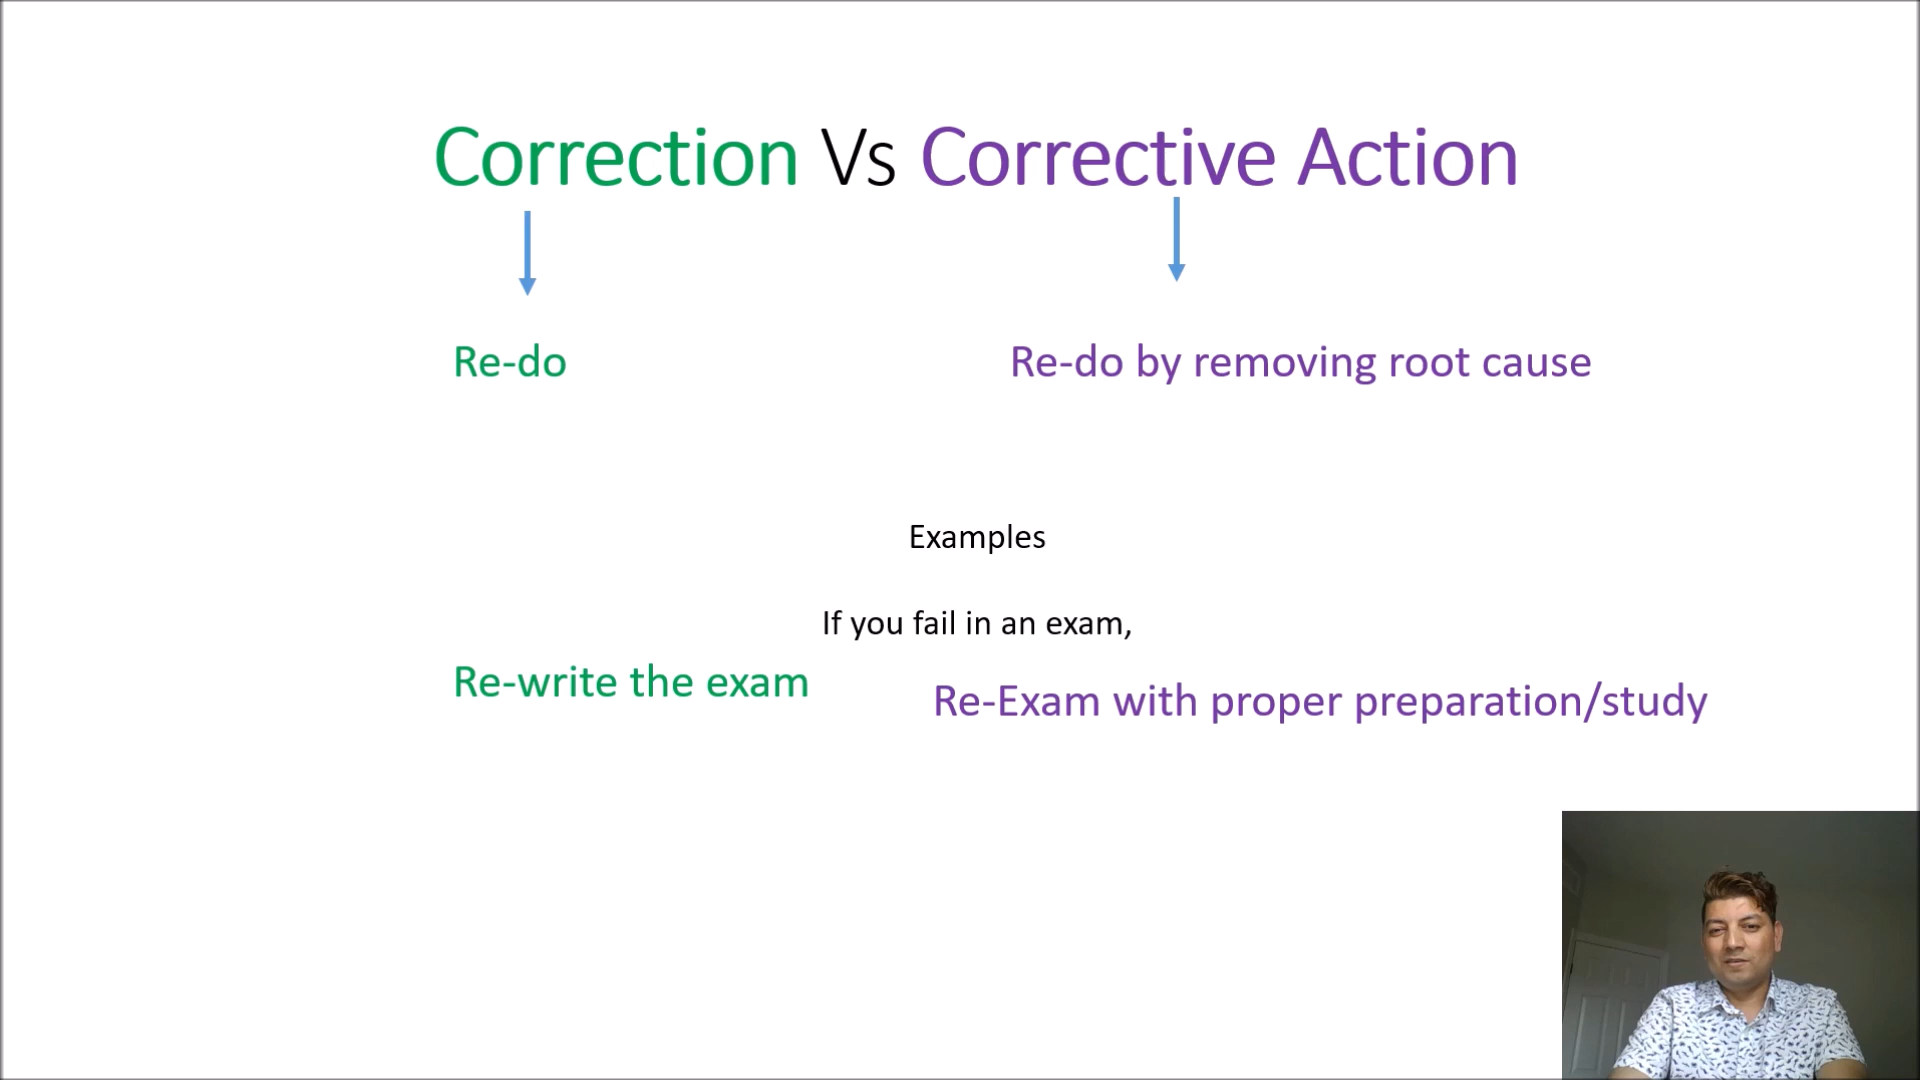 Correction Vs Corrective Action
Re-do
Re-do by removing root cause
Examples
If you fail in an exam,
Re-write the exam
Re-Exam with proper preparation/study